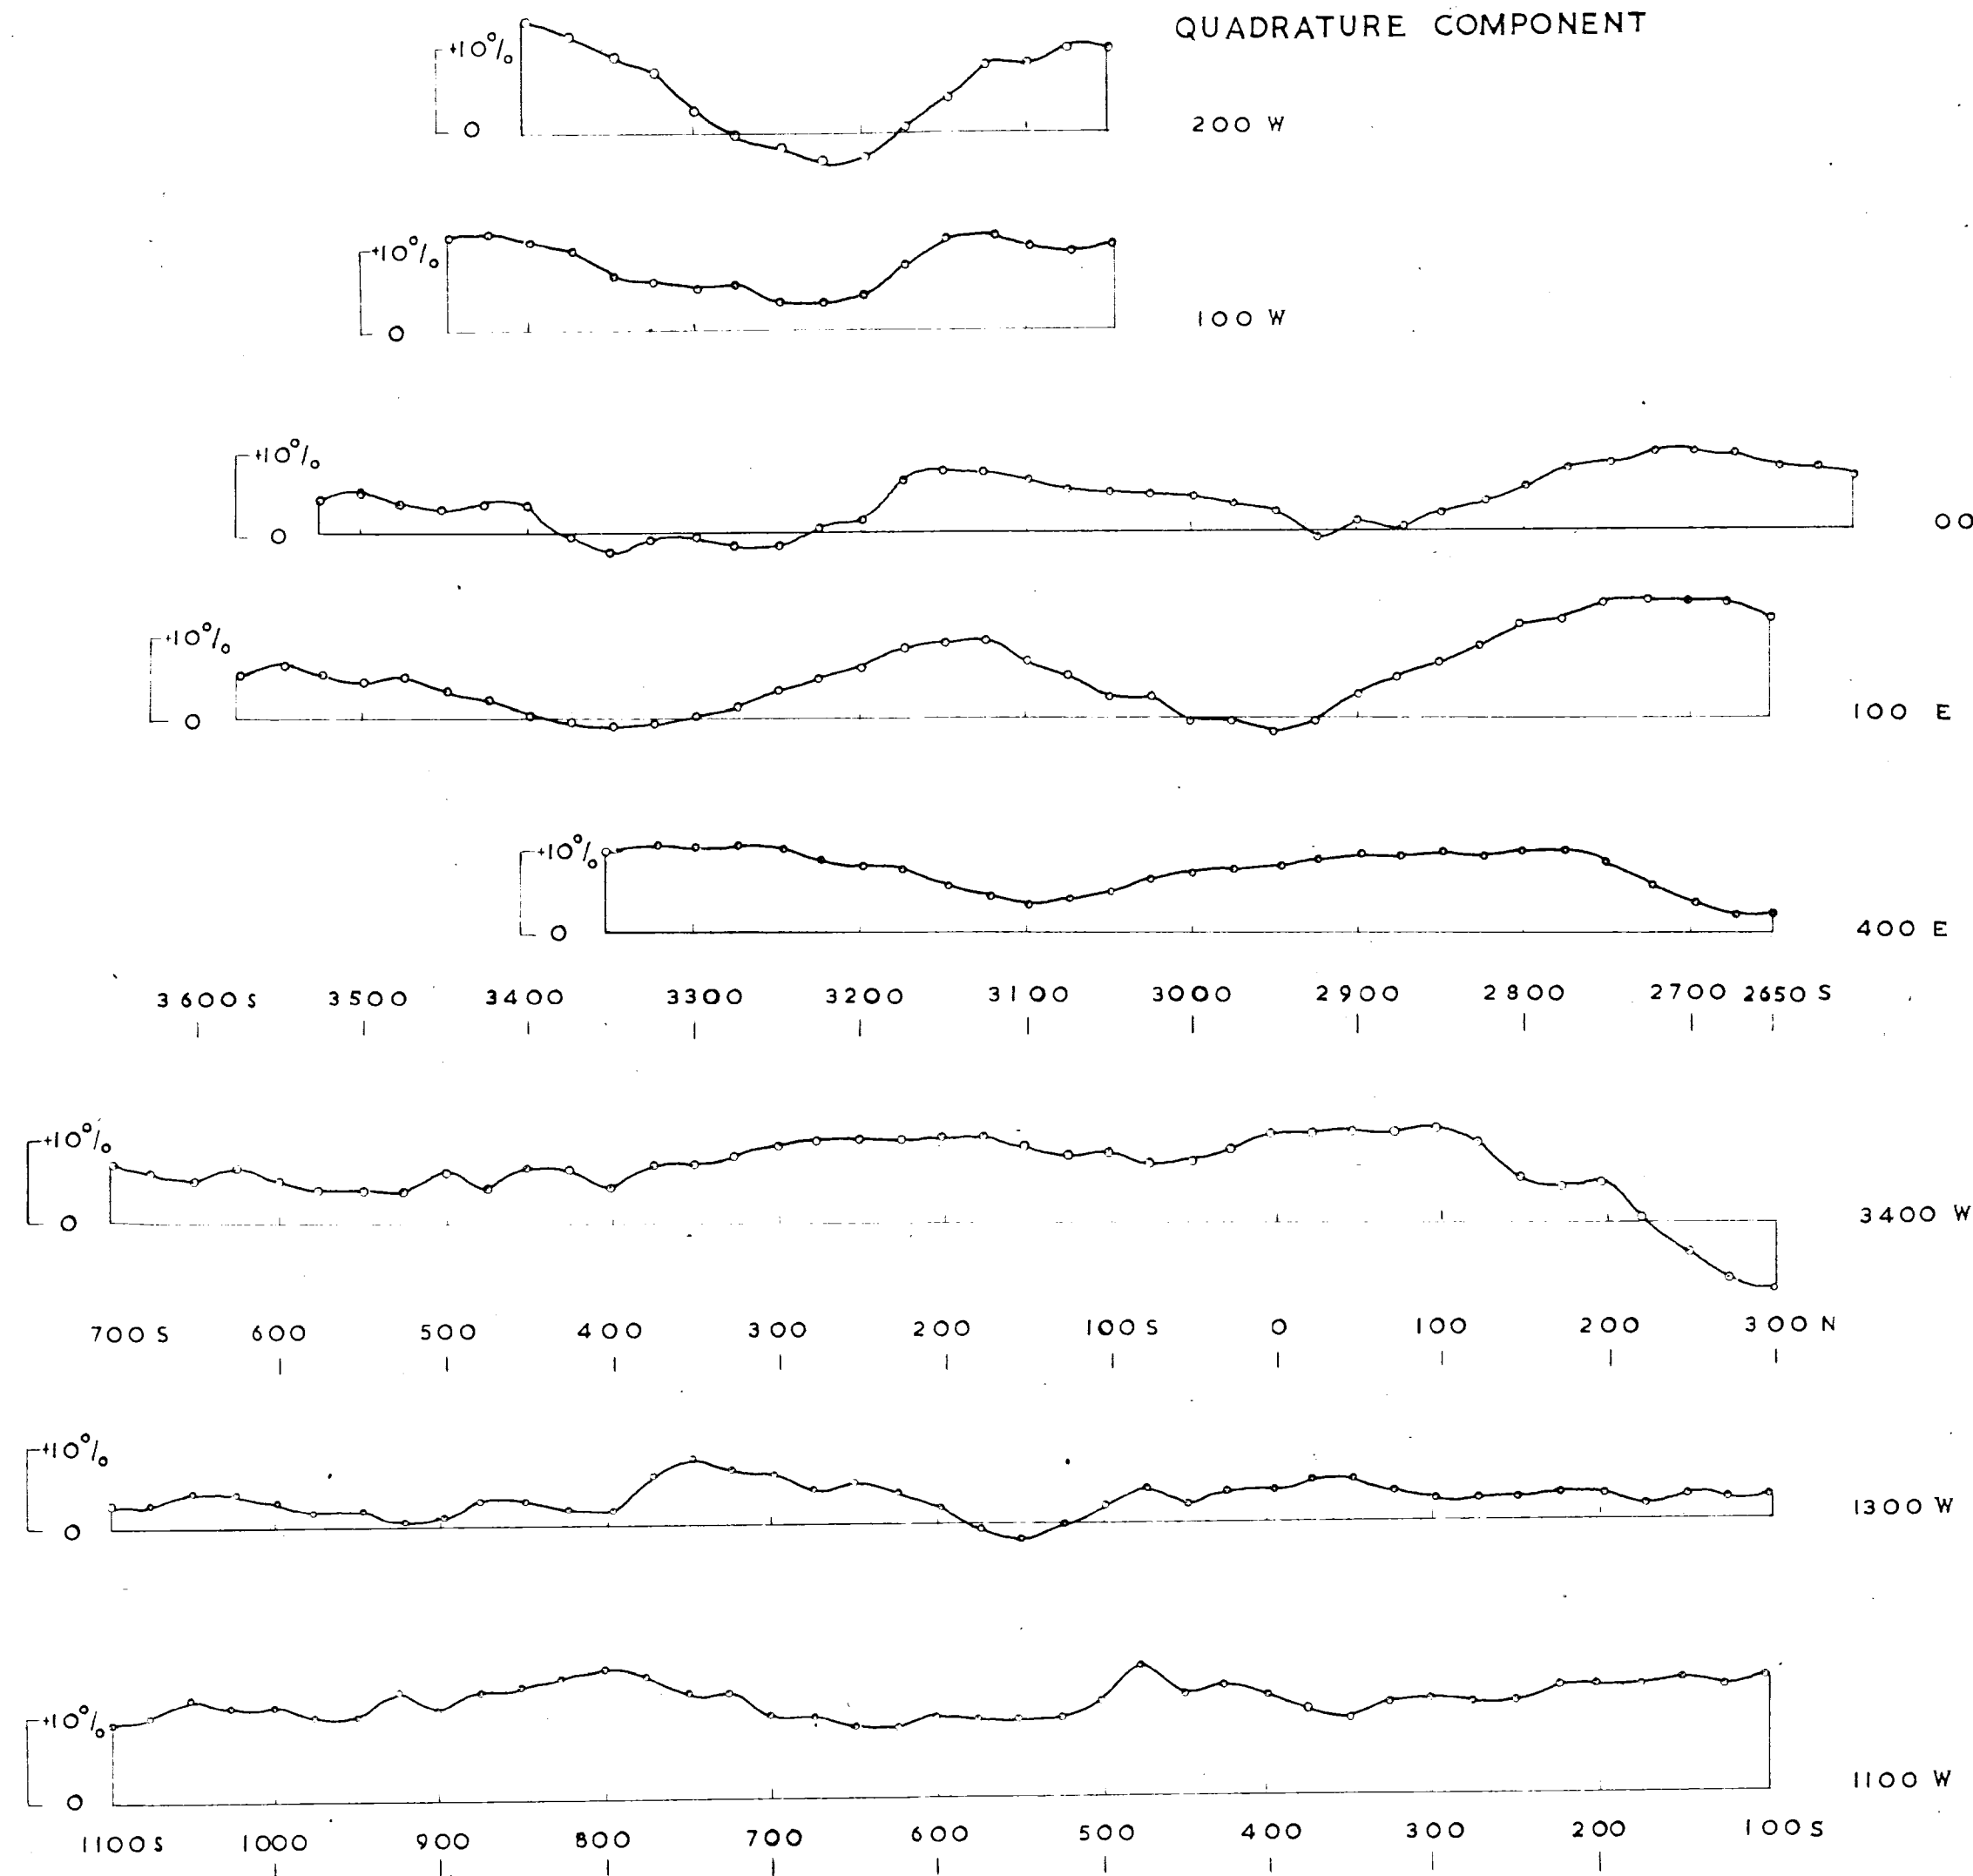 QUADRATURE COMPONENT
+10%
0
200 W
+10%
0
100 W
+10%
0
00
+10%
0
100 E
+10%
0
400 E
3600 S 3500 3400 3300 3200 3100 3000 2900 2800 2700 2650 S
+10%
0
3400 W
700 S 600 500 400 300 200 100 S 0 100 200 300 N
+10%
0
1300 W
+10%
0
1100 W
1100 S 1000 900 800 700 600 500 400 300 200 100 S